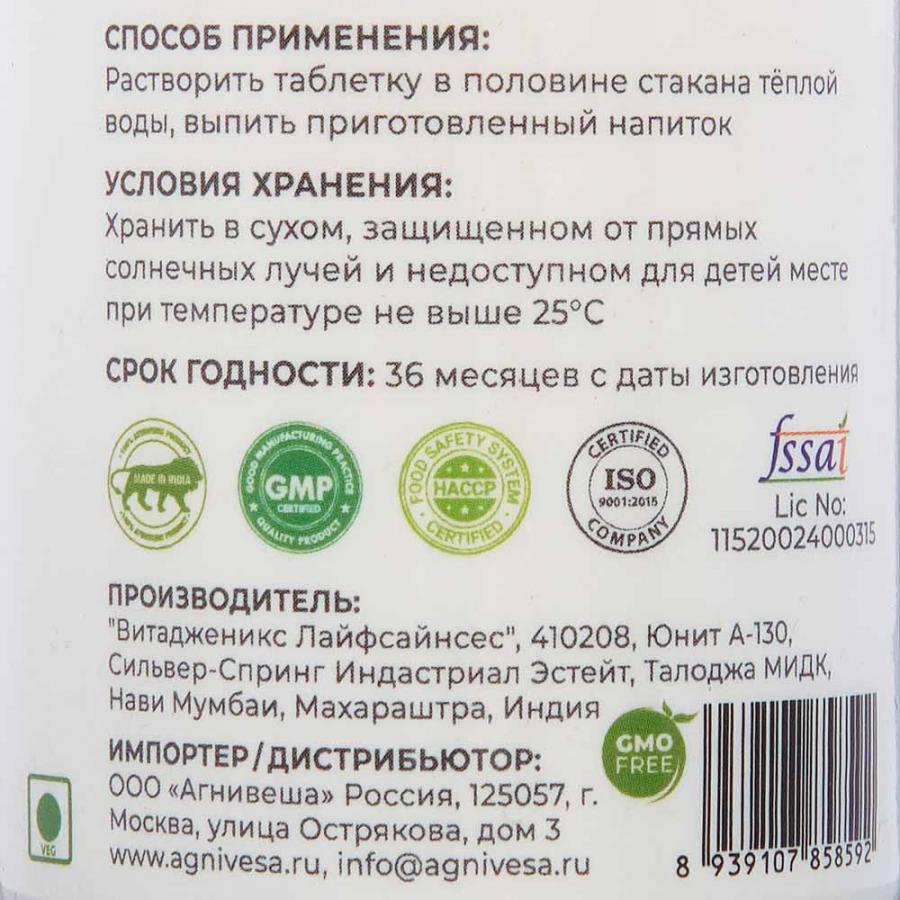 СПОСОБ ПРИМЕНЕНИЯ:
Растворить таблетку в половине стакана тёплой
воды, выпить приготовленный напиток
УСЛОВИЯ ХРАНЕНИЯ:
Хранить в сухом, защищенном от прямых
солнечных лучей и недоступном для детей месте
при температуре не выше 25°C
СРОК ГОДНОСТИ: 36 месяцев с даты изготовления
MADE IN INDIA
GOOD MANUFACTURING PRACTICE
GMP
CERTIFIED
QUALITY PRODUCT
FOOD SAFETY SYSTEM
HACCP
CERTIFIED
CERTIFIED
ISO
9001:2015
COMPANY
fssai
Lic No:
11520024000315
ПРОИЗВОДИТЕЛЬ:
"Витадженикс Лайфсайнсес", 410208, Юнит А-130,
Сильвер-Спринг Индастриал Эстейт, Талоджа МИДК,
Нави Мумбаи, Махараштра, Индия
GMO
FREE
ИМПОРТЕР/ДИСТРИБЬЮТОР:
ООО «Агнивеша» Россия, 125057, г.
Москва, улица Острякова, дом 3
www.agnivesa.ru, info@agnivesa.ru
VEG
8 939107 858592